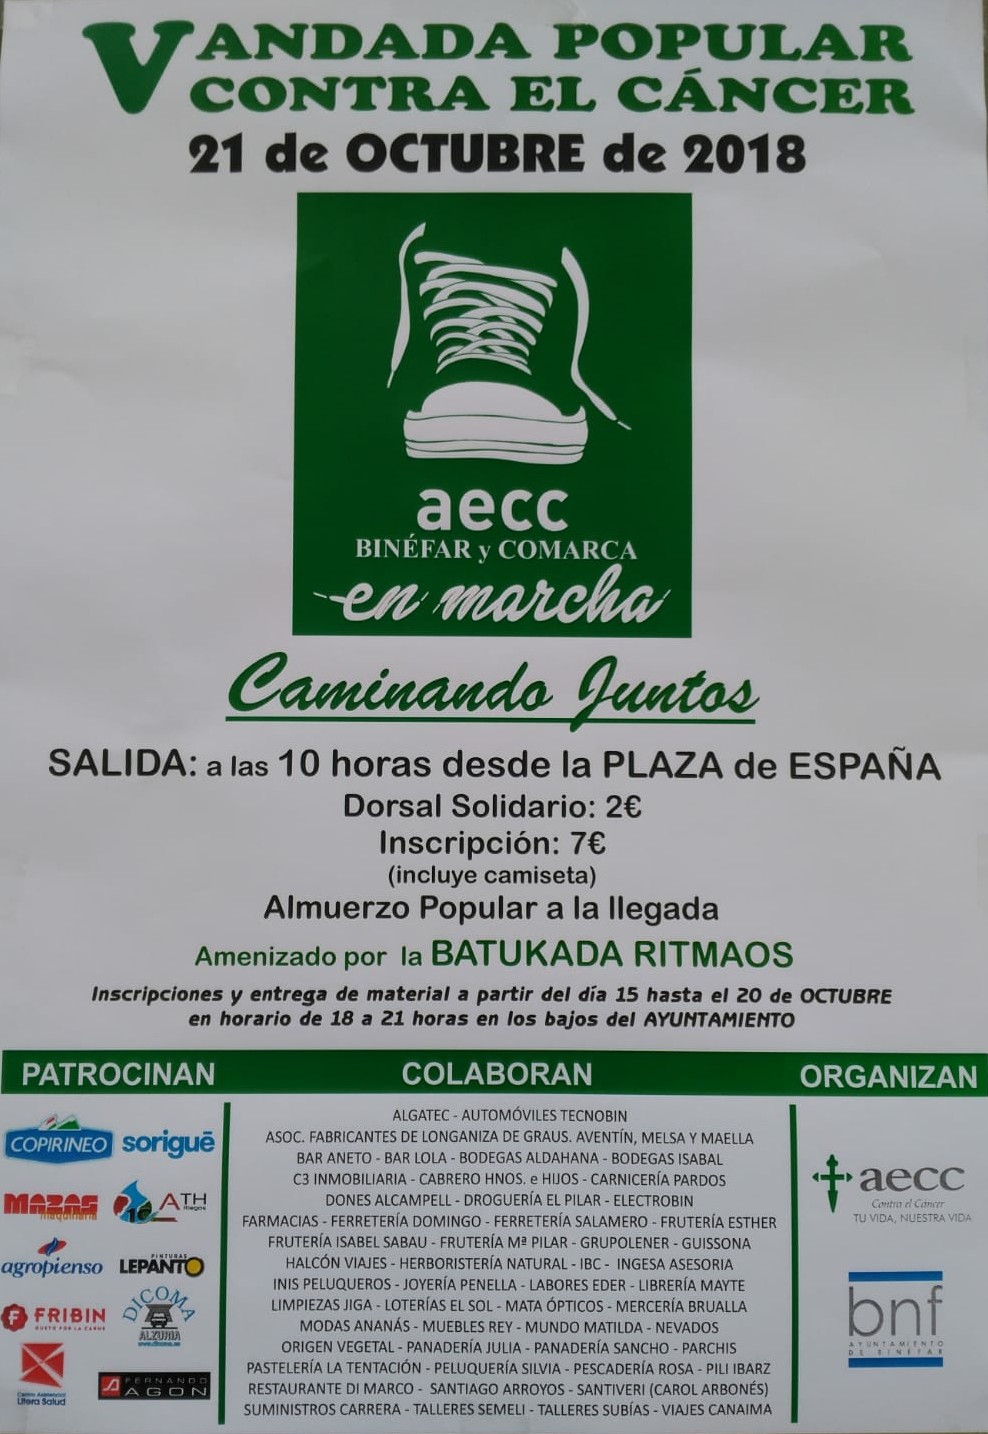 V ANDADA POPULAR
CONTRA EL CÁNCER
21 de OCTUBRE de 2018
aecc
BINÉFAR y COMARCA
en marcha
Caminando Juntos
SALIDA: a las 10 horas desde la PLAZA de ESPAÑA
Dorsal Solidario: 2€
Inscripción: 7€
(incluye camiseta)
Almuerzo Popular a la llegada
Amenizado por la BATUKADA RITMAOS
Inscripciones y entrega de material a partir del día 15 hasta el 20 de OCTUBRE
en horario de 18 a 21 horas en los bajos del AYUNTAMIENTO
PATROCINAN
COPIRINEO sorigué
MAZAS maquinaria ATH Riegos
agropienso PINTURAS LEPANTO
FRIBIN GUSTO POR LA CARNE
DICOMA ALZURIA www.dicoma.es
Centro Asistencial
Litera Salud
FERNANDO AGON
COLABORAN
ALGATEC - AUTOMÓVILES TECNOBIN
ASOC. FABRICANTES DE LONGANIZA DE GRAUS. AVENTÍN, MELSA Y MAELLA
BAR ANETO - BAR LOLA - BODEGAS ALDAHANA - BODEGAS ISABAL
C3 INMOBILIARIA - CABRERO HNOS. e HIJOS - CARNICERÍA PARDOS
DONES ALCAMPELL - DROGUERÍA EL PILAR - ELECTROBIN
FARMACIAS - FERRETERÍA DOMINGO - FERRETERÍA SALAMERO - FRUTERÍA ESTHER
FRUTERÍA ISABEL SABAU - FRUTERÍA Mª PILAR - GRUPOLENER - GUISSONA
HALCÓN VIAJES - HERBORISTERÍA NATURAL - IBC - INGESA ASESORIA
INIS PELUQUEROS - JOYERÍA PENELLA - LABORES EDER - LIBRERÍA MAYTE
LIMPIEZAS JIGA - LOTERÍAS EL SOL - MATA ÓPTICOS - MERCERÍA BRUALLA
MODAS ANANÁS - MUEBLES REY - MUNDO MATILDA - NEVADOS
ORIGEN VEGETAL - PANADERÍA JULIA - PANADERÍA SANCHO - PARCHIS
PASTELERÍA LA TENTACIÓN - PELUQUERÍA SILVIA - PESCADERÍA ROSA - PILI IBARZ
RESTAURANTE DI MARCO - SANTIAGO ARROYOS - SANTIVERI (CAROL ARBONÉS)
SUMINISTROS CARRERA - TALLERES SEMELI - TALLERES SUBÍAS - VIAJES CANAIMA
ORGANIZAN
aecc
Contra el Cáncer
TU VIDA, NUESTRA VIDA
bnf
AYUNTAMIENTO
DE BINÉFAR